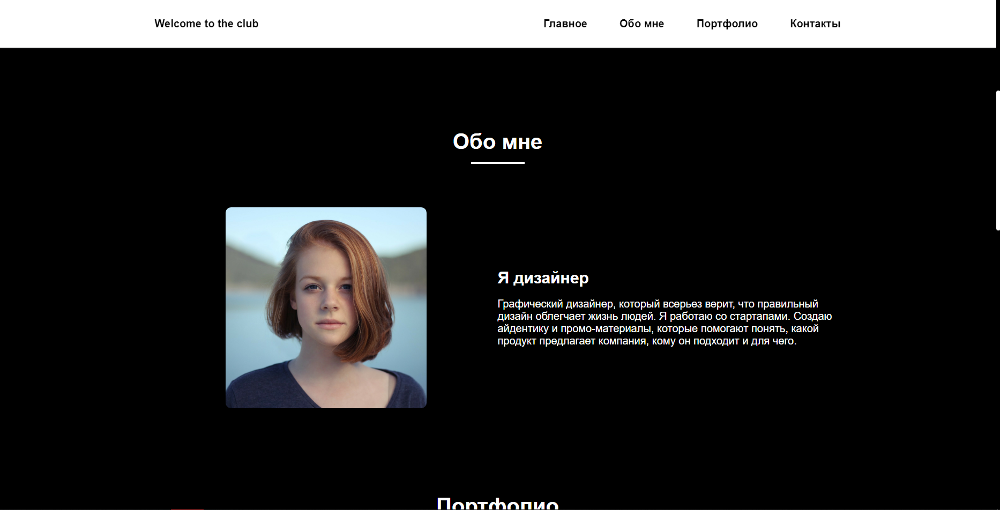 Welcome to the club
Главное
Обо мне
Портфолио
Контакты
Обо мне
Я дизайнер
Графический дизайнер, который всерьез верит, что правильный
дизайн облегчает жизнь людей. Я работаю со стартапами. Создаю
айдентику и промо-материалы, которые помогают понять, какой
продукт предлагает компания, кому он подходит и для чего.
Портфолио